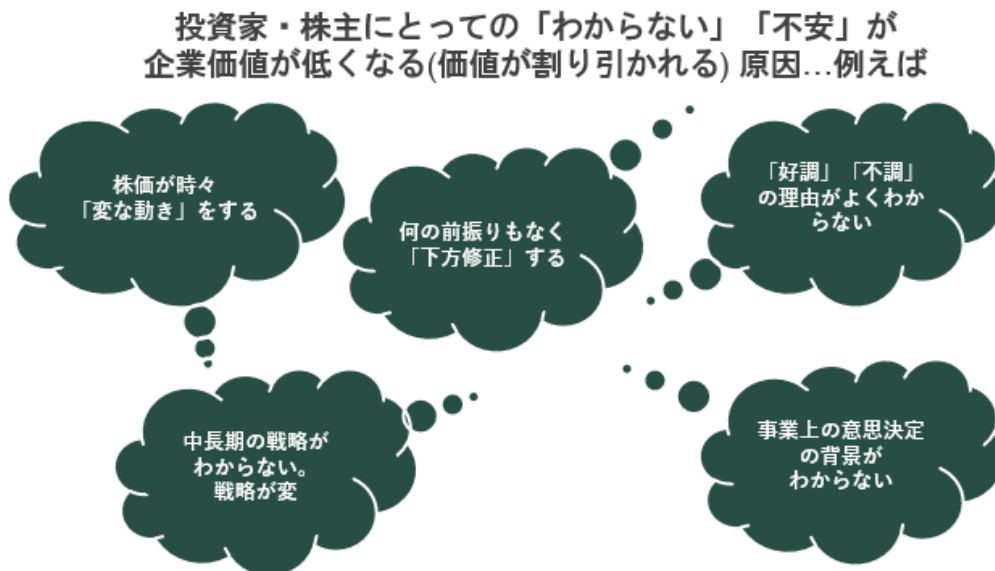 投資家・株主にとっての「わからない」「不安」が
企業価値が低くなる(価値が割り引かれる) 原因…例えば
株価が時々
「変な動き」をする
何の前振りもなく
「下方修正」する
「好調」「不調」
の理由がよくわか
らない
中長期の戦略が
わからない。
戦略が変
事業上の意思決定
の背景が
わからない